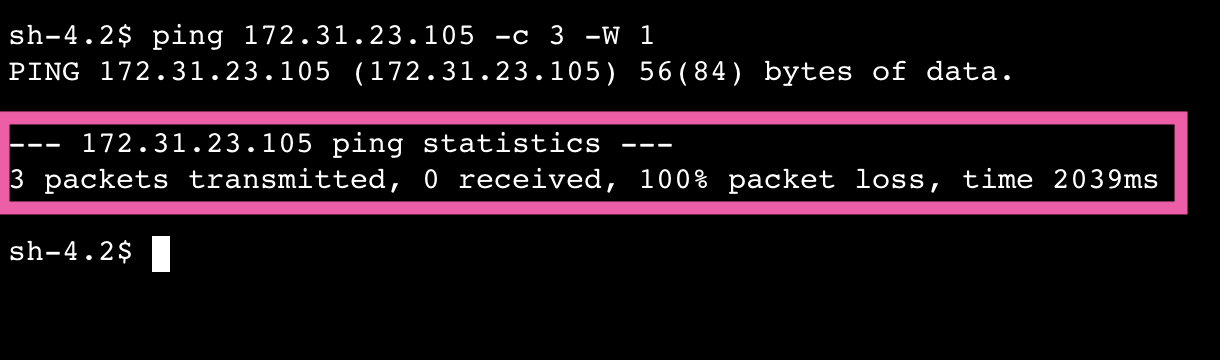 sh-4.2$ ping 172.31.23.105 -c 3 -W 1
PING 172.31.23.105 (172.31.23.105) 56(84) bytes of data.
--- 172.31.23.105 ping statistics ---
3 packets transmitted, 0 received, 100% packet loss, time 2039ms
sh-4.2$